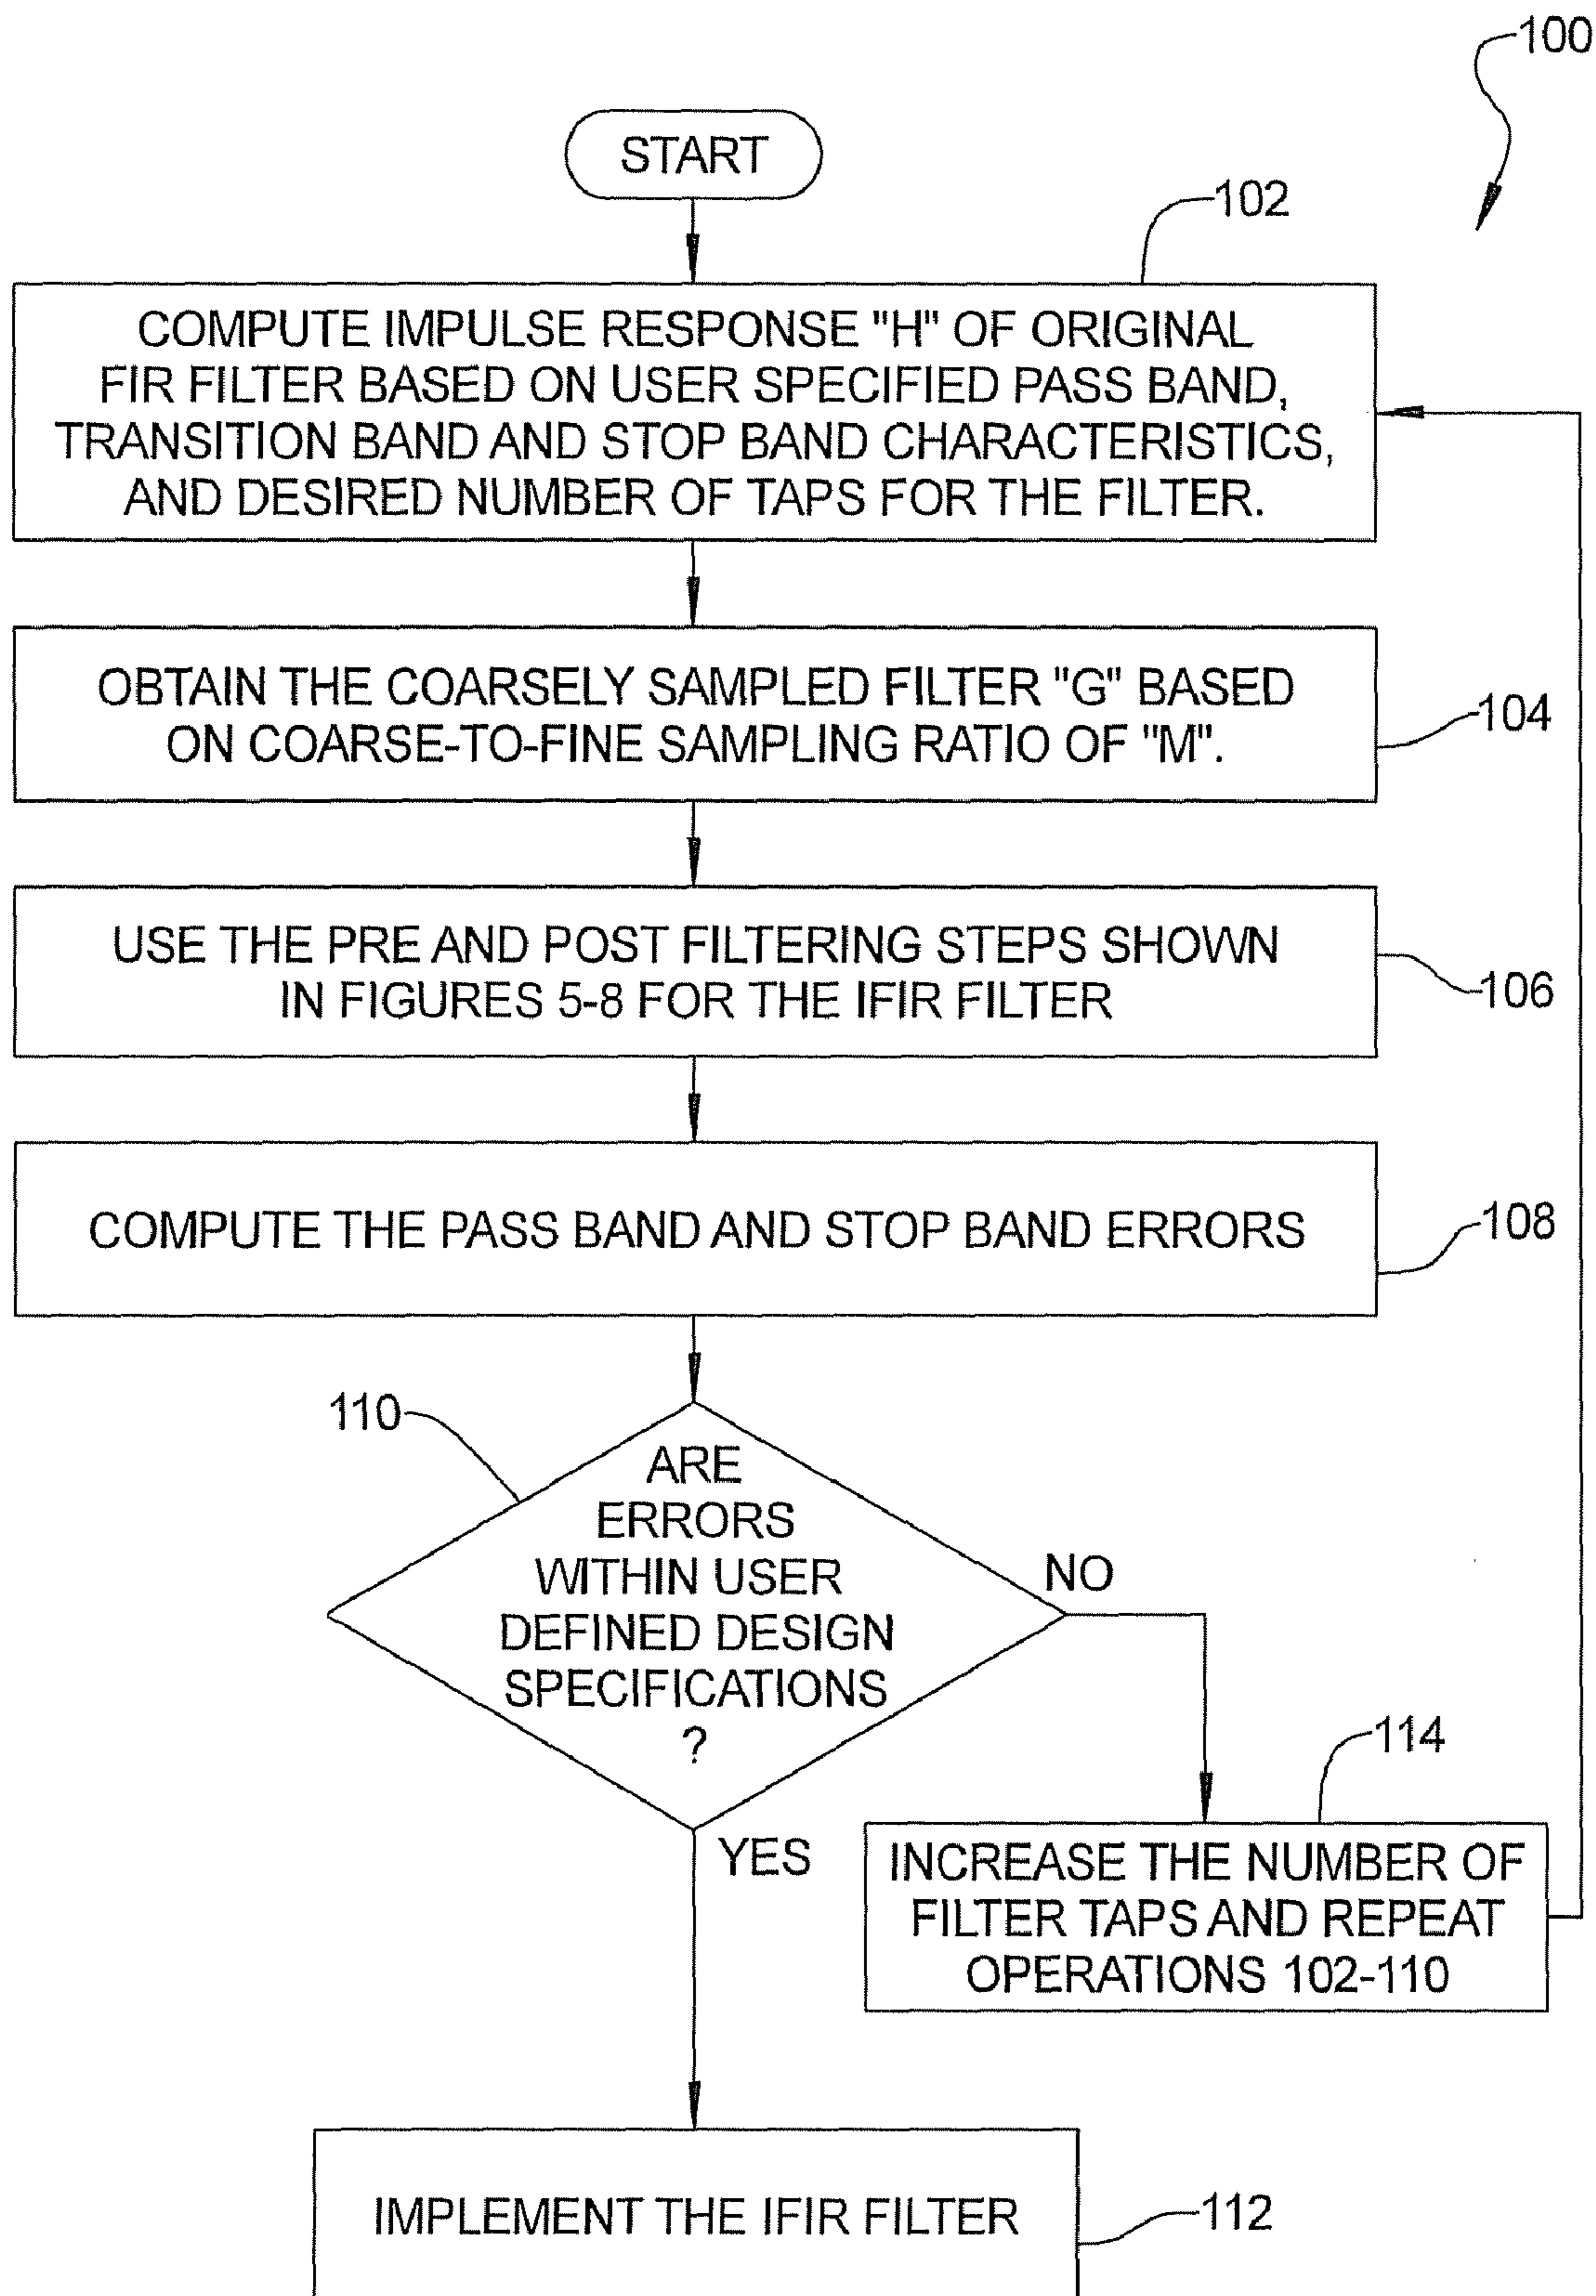 100
START
102
COMPUTE IMPULSE RESPONSE "H" OF ORIGINAL
FIR FILTER BASED ON USER SPECIFIED PASS BAND,
TRANSITION BAND AND STOP BAND CHARACTERISTICS,
AND DESIRED NUMBER OF TAPS FOR THE FILTER.
OBTAIN THE COARSELY SAMPLED FILTER "G" BASED
ON COARSE-TO-FINE SAMPLING RATIO OF "M".
104
USE THE PRE AND POST FILTERING STEPS SHOWN
IN FIGURES 5-8 FOR THE IFIR FILTER
106
COMPUTE THE PASS BAND AND STOP BAND ERRORS
108
110
ARE
ERRORS
WITHIN USER
DEFINED DESIGN
SPECIFICATIONS
?
NO
YES
114
INCREASE THE NUMBER OF
FILTER TAPS AND REPEAT
OPERATIONS 102-110
IMPLEMENT THE IFIR FILTER
112